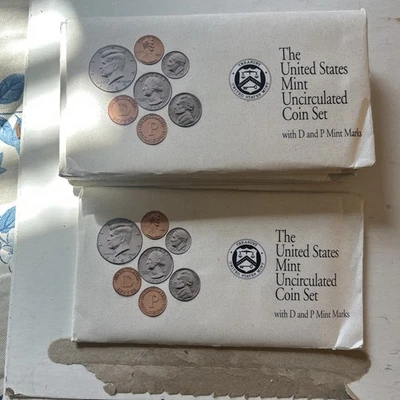 The
United States
Mint
Uncirculated
Coin Set
with D and P Mint Marks
D
P
The
United States
Mint
Uncirculated
Coin Set
with D and P Mint Marks
D
P